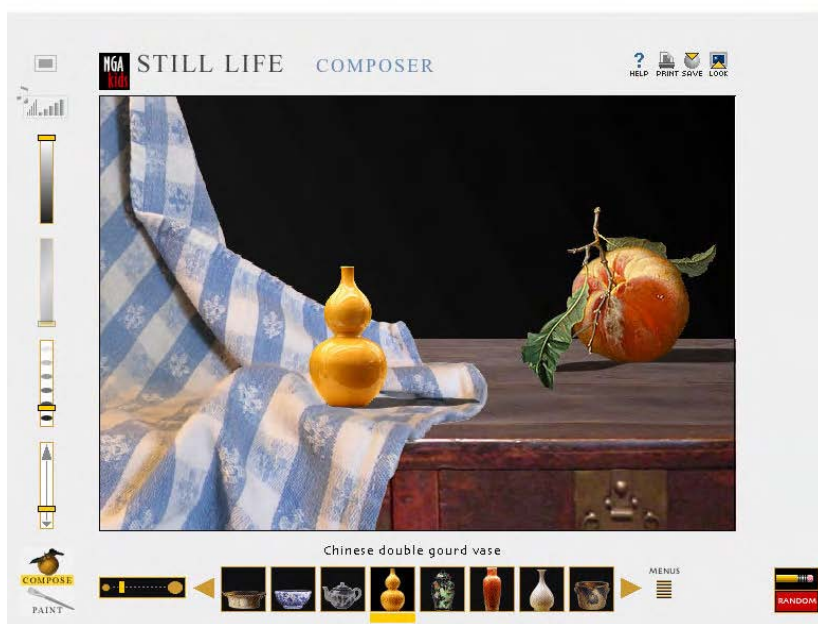 NGA kids STILL LIFE COMPOSER
HELP PRINT SAVE LOOK
Chinese double gourd vase
COMPOSE
PAINT
MENUS
RANDOM